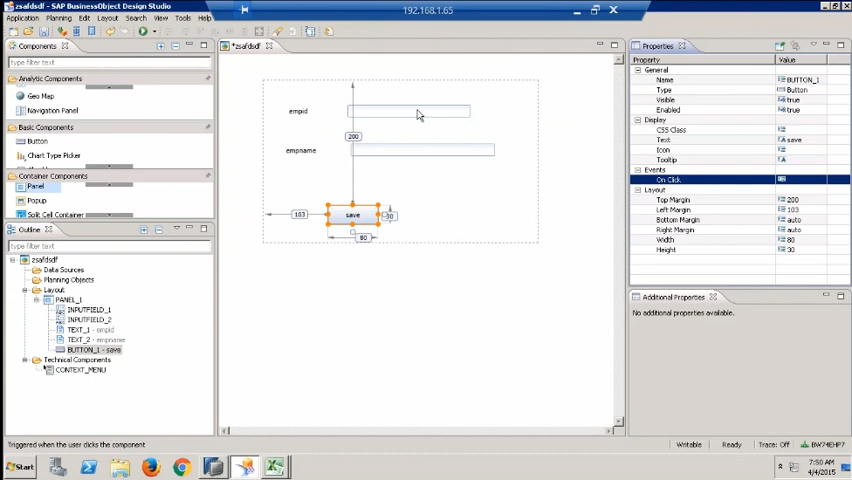 192.168.1.65
zsafdsdf - SAP BusinessObject Design Studio
Application Planning Edit Layout Search View Tools Help
Components
type filter text
Analytic Components
Geo Map
Navigation Panel
Basic Components
Button
Chart Type Picker
Container Components
Panel
Popup
Split Cell Container
Outline
type filter text
zsafdsdf
Data Sources
Planning Objects
Layout
PANEL_1
INPUTFIELD_1
INPUTFIELD_2
TEXT_1 - empid
TEXT_2 - empname
BUTTON_1 - save
Technical Components
CONTEXT_MENU
*zsafdsdf
empid
200
empname
183
save
30
80
Properties
Property Value
General
Name BUTTON_1
Type Button
Visible true
Enabled true
Display
CSS Class
Text save
Icon
Tooltip
Events
On Click
Layout
Top Margin 200
Left Margin 103
Bottom Margin auto
Right Margin auto
Width 80
Height 30
Additional Properties
No additional properties available.
Triggered when the user clicks the component
Writable Ready Trace: Off BW74EHP7
Start
7:50 AM
4/4/2015